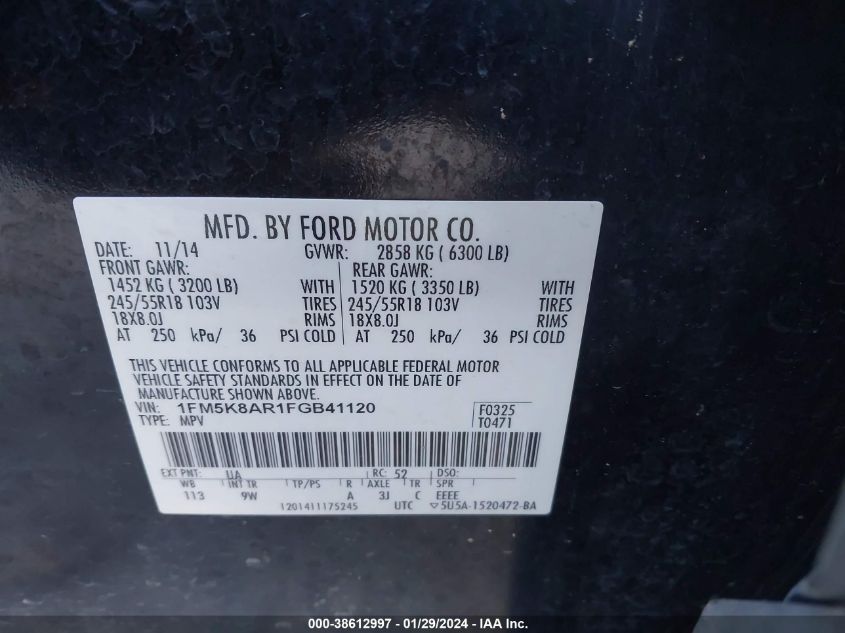 MFD. BY FORD MOTOR CO.
DATE: 11/14 GVWR: 2858 KG ( 6300 LB)
FRONT GAWR: REAR GAWR:
1452 KG ( 3200 LB) WITH 1520 KG ( 3350 LB) WITH
245/55R18 103V TIRES 245/55R18 103V TIRES
18X8.0J RIMS 18X8.0J RIMS
AT 250 kPa/ 36 PSI COLD AT 250 kPa/ 36 PSI COLD
THIS VEHICLE CONFORMS TO ALL APPLICABLE FEDERAL MOTOR
VEHICLE SAFETY STANDARDS IN EFFECT ON THE DATE OF
MANUFACTURE SHOWN ABOVE.
VIN: 1FM5K8AR1FGB41120 F0325
TYPE: MPV T0471
EXT PNT: UA RC: 52 DSO:
WB INT TR TP/PS R AXLE TR SPR
113 9W A 3J C EEEE
1201411175245 UTC ▽5U5A-1520472-BA
000-38612997 - 01/29/2024 - IAA Inc.